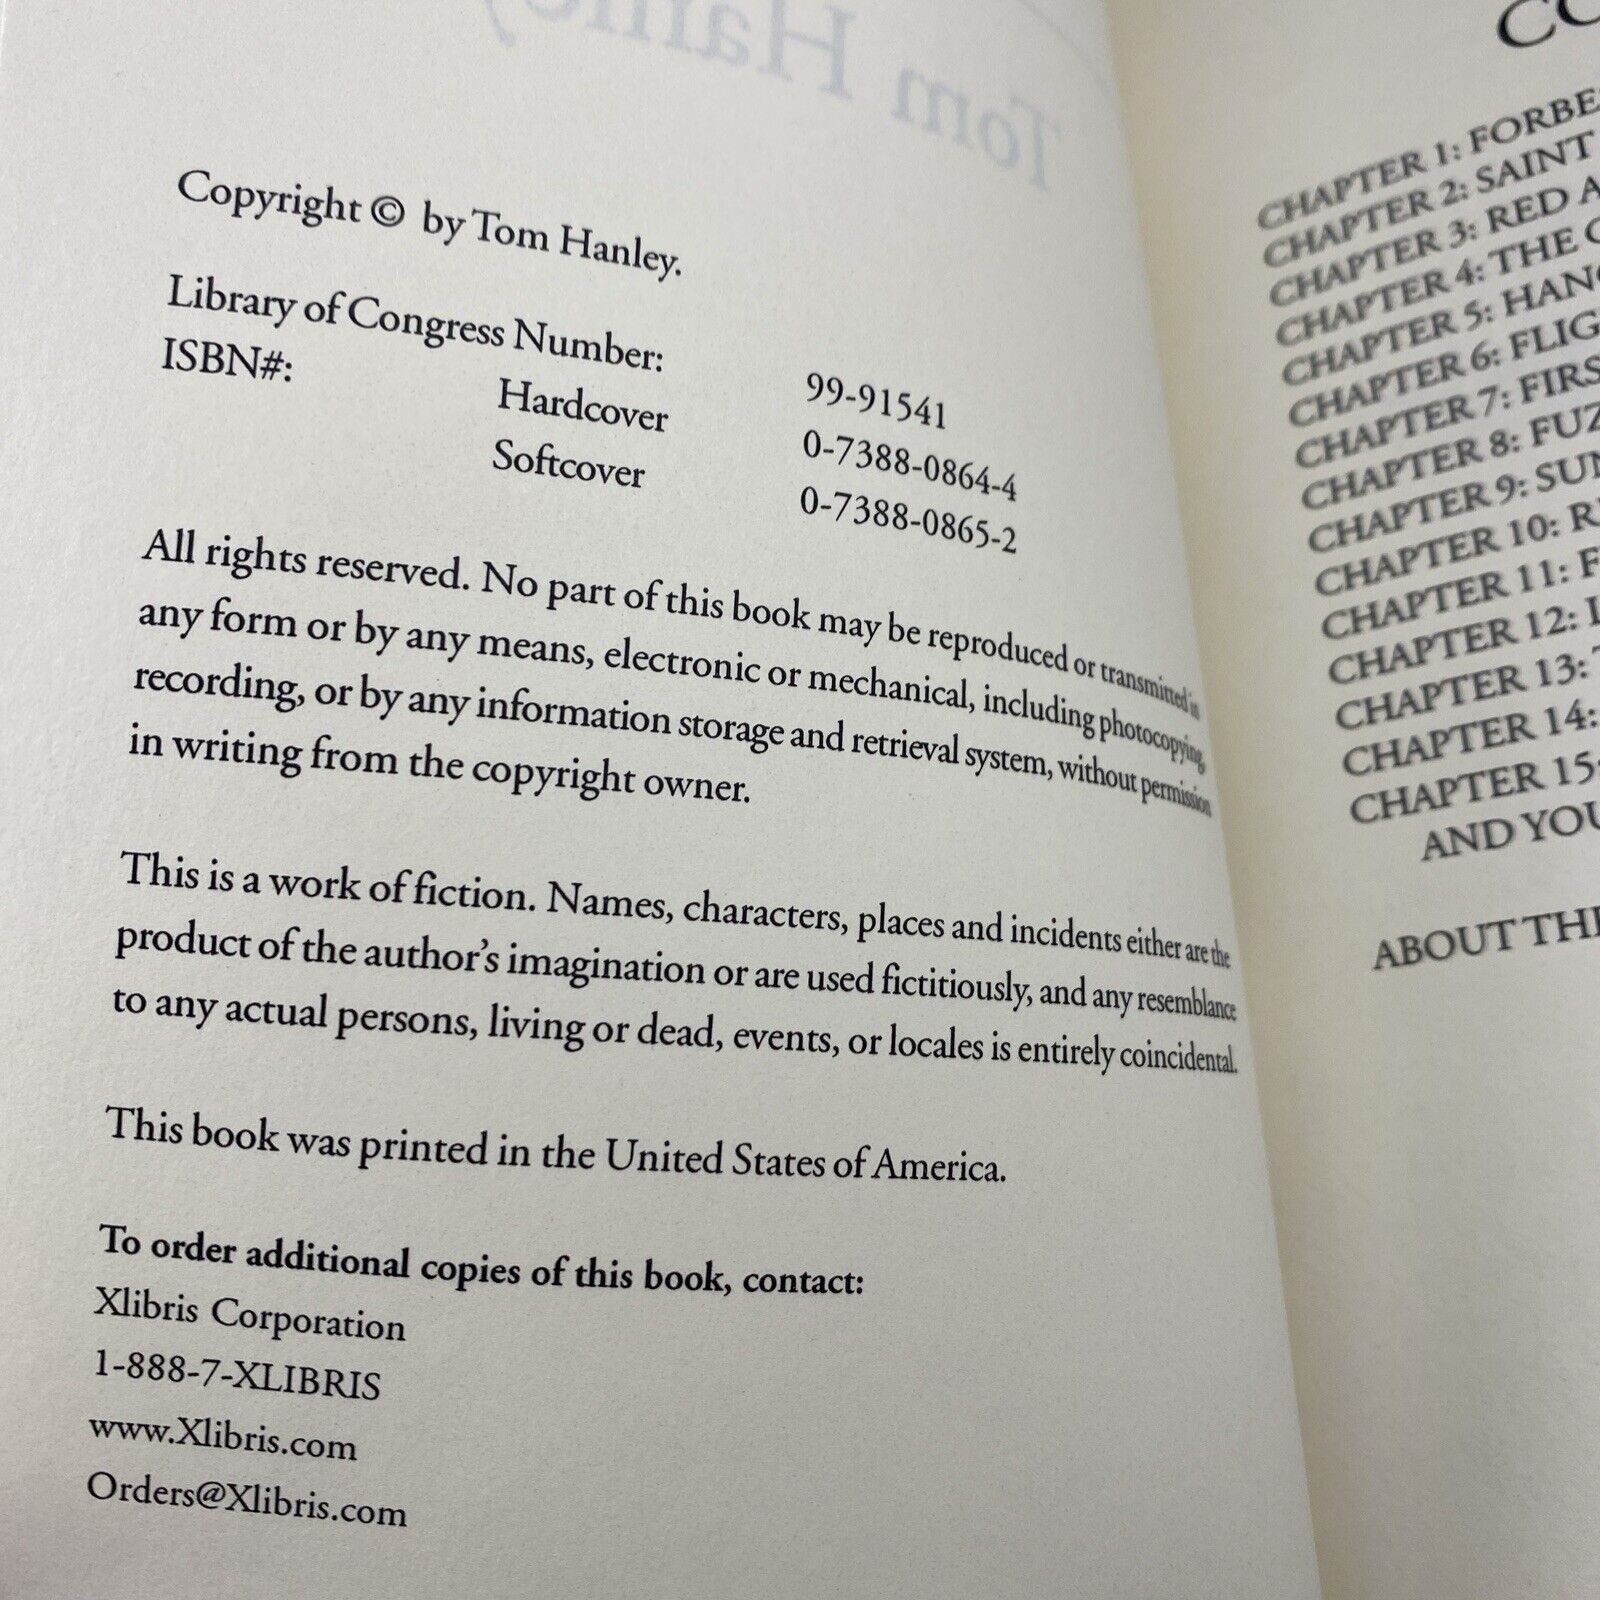 Tom Hanley
Copyright © by Tom Hanley.
Library of Congress Number: 99-91541
ISBN#: Hardcover 0-7388-0864-4
Softcover 0-7388-0865-2
All rights reserved. No part of this book may be reproduced or transmitted in
any form or by any means, electronic or mechanical, including photocopying,
recording, or by any information storage and retrieval system, without permission
in writing from the copyright owner.
This is a work of fiction. Names, characters, places and incidents either are the
product of the author's imagination or are used fictitiously, and any resemblance
to any actual persons, living or dead, events, or locales is entirely coincidental.
This book was printed in the United States of America.
To order additional copies of this book, contact:
Xlibris Corporation
1-888-7-XLIBRIS
www.Xlibris.com
Orders@Xlibris.com
CO
CHAPTER 1: FORBE
CHAPTER 2: SAINT
CHAPTER 3: RED A
CHAPTER 4: THE
CHAPTER 5: HANG
CHAPTER 6: FLIG
CHAPTER 7: FIRS
CHAPTER 8: FUZ
CHAPTER 9: SUN
CHAPTER 10: R
CHAPTER 11: F
CHAPTER 12:
CHAPTER 13:
CHAPTER 14:
CHAPTER 15:
AND YOU
ABOUT THE